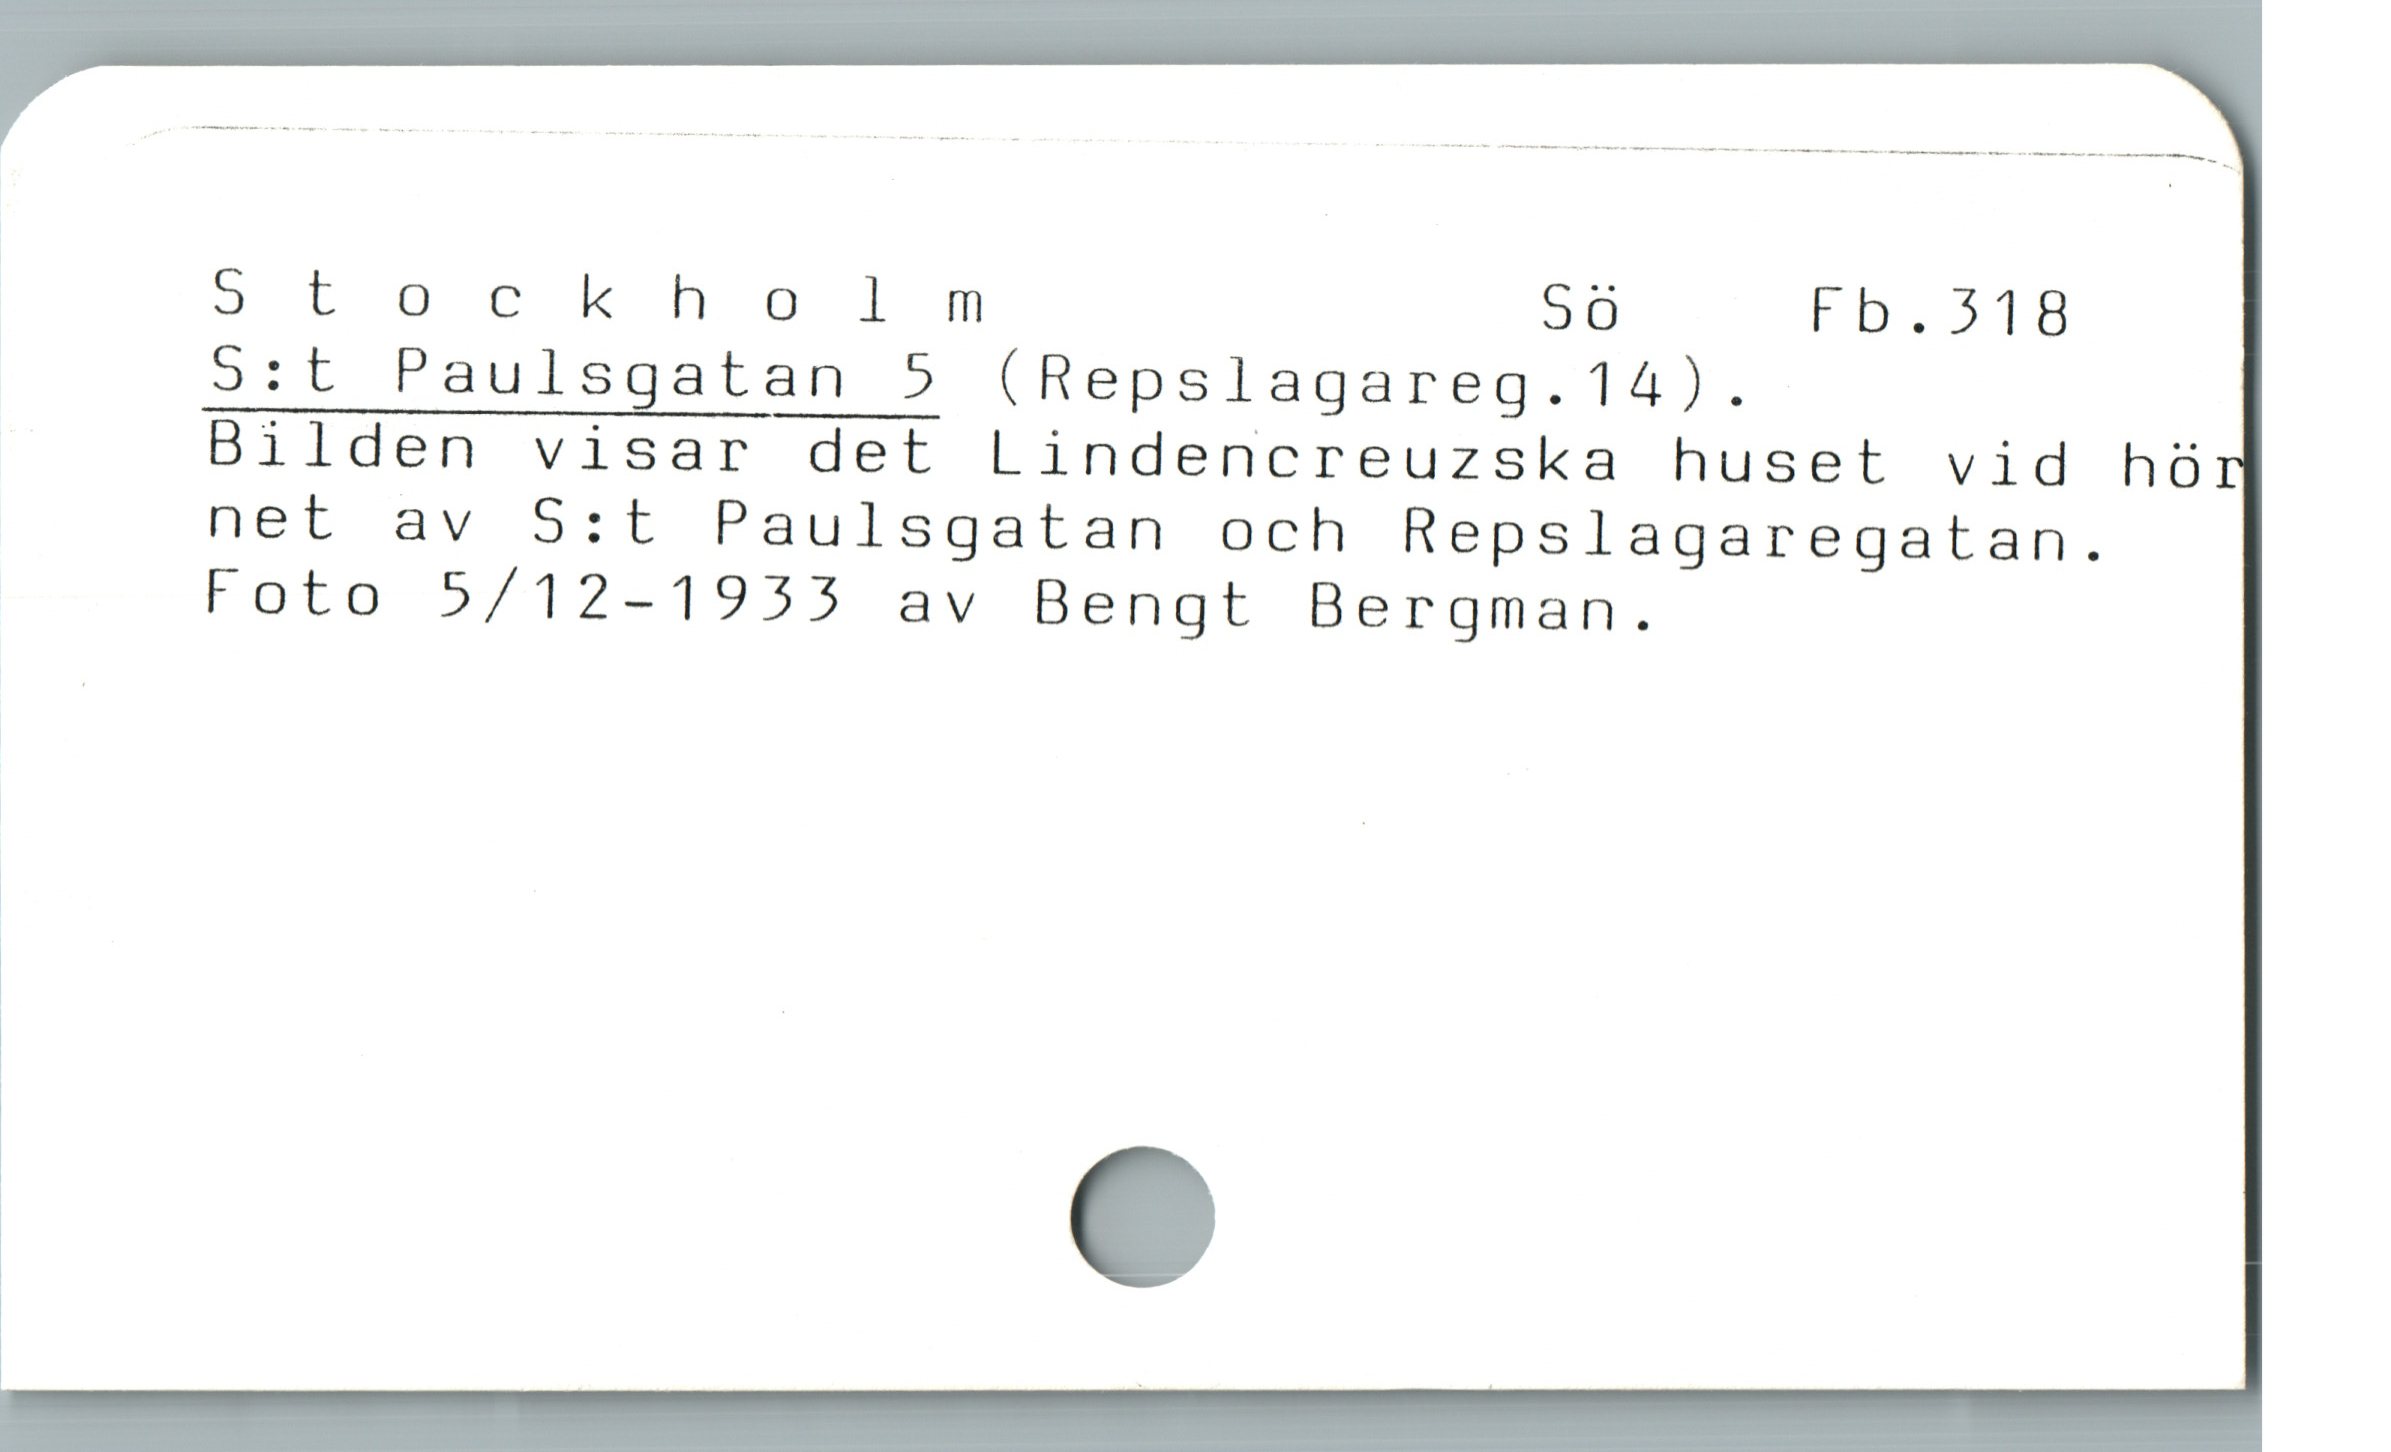 Stockholm Sö Fb.318
S:t Paulsgatan 5 (Repslagareg.14).
Bilden visar det Lindencreuzska huset vid hör
net av S:t Paulsgatan och Repslagaregatan.
Foto 5/12-1933 av Bengt Bergman.